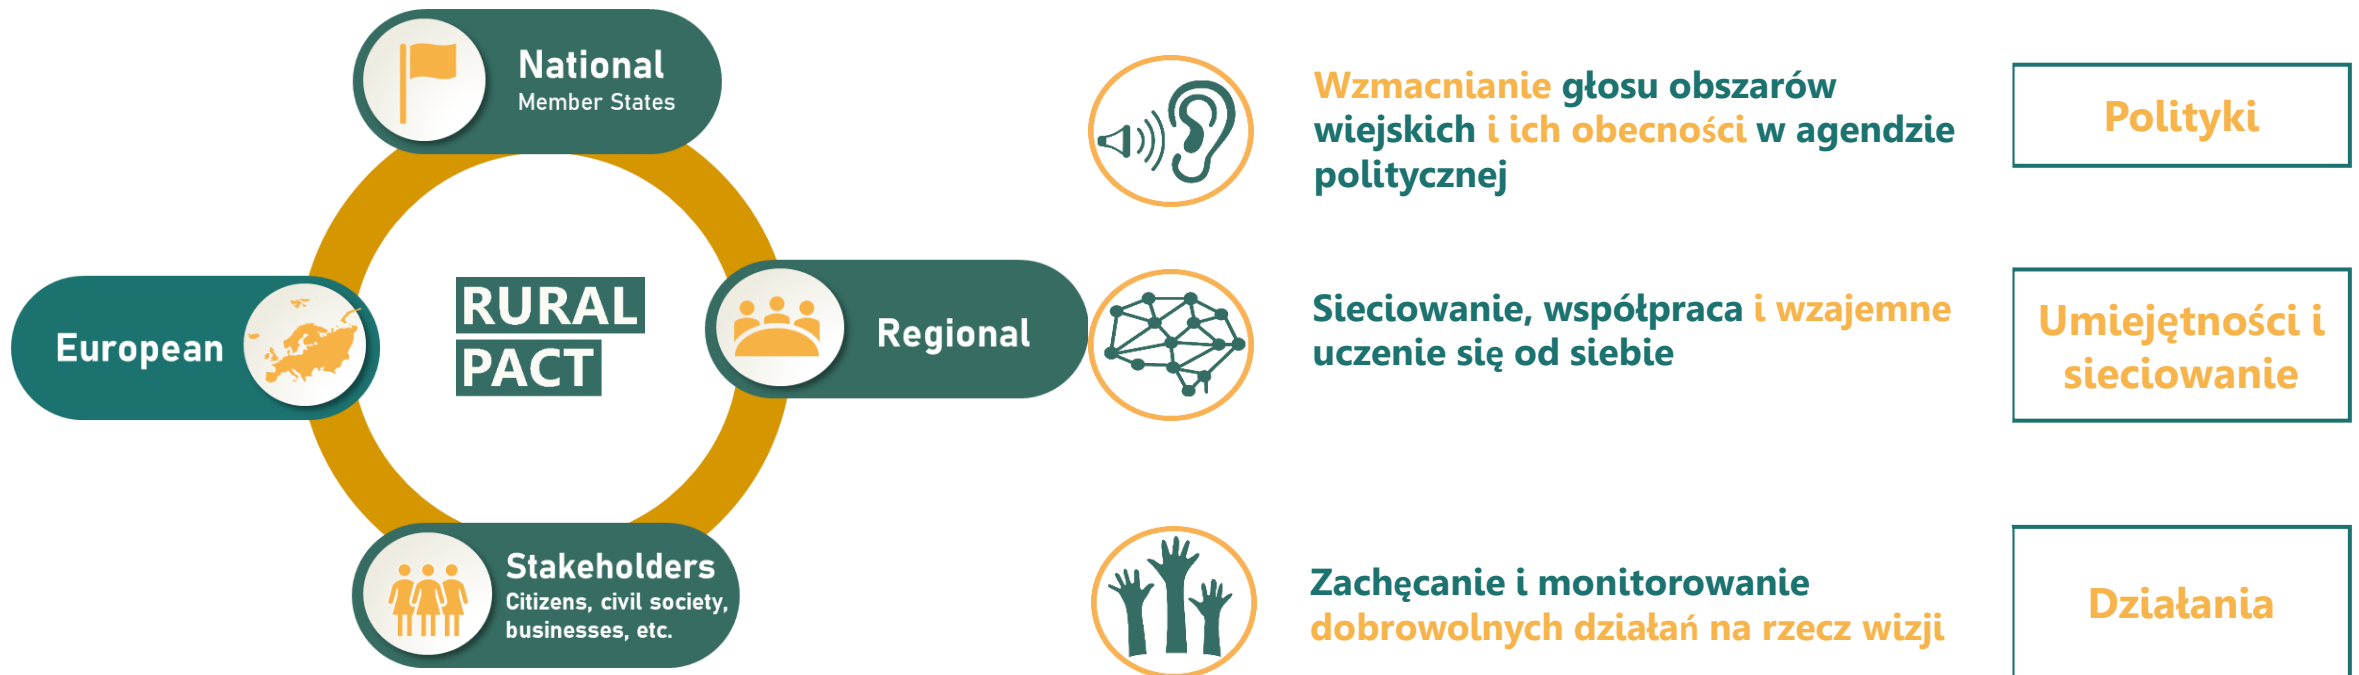 National
Member States
European
RURAL
PACT
Regional
Stakeholders
Citizens, civil society,
businesses, etc.
Wzmacnianie głosu obszarów
wiejskich i ich obecności w agendzie
politycznej
Polityki
Sieciowanie, współpraca i wzajemne
uczenie się od siebie
Umiejętności i
sieciowanie
Zachęcanie i monitorowanie
dobrowolnych działań na rzecz wizji
Działania